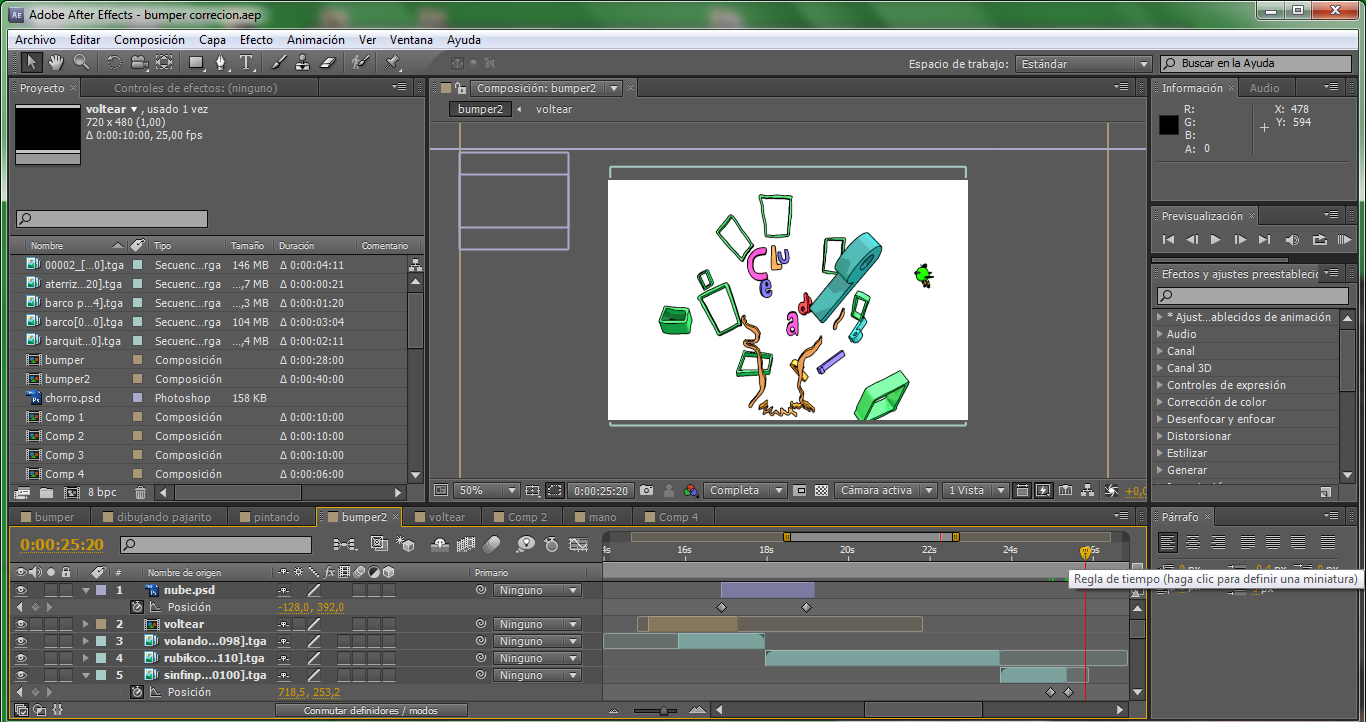 Adobe After Effects - bumper correcion.aep
Archivo Editar Composición Capa Efecto Animación Ver Ventana Ayuda
Espacio de trabajo: Estándar Buscar en la Ayuda
Proyecto Controles de efectos: (ninguno)
voltear , usado 1 vez
720 x 480 (1,00)
Δ 0:00:10:00, 25,00 fps
Nombre Tipo Tamaño Duración Comentario
00002_[...0].tga Secuenc...rga 146 MB Δ 0:00:04:11
aterriz...20].tga Secuenc...rga ...,7 MB Δ 0:00:00:21
barco p...4].tga Secuenc...rga ...,3 MB Δ 0:00:01:20
barco[0...0].tga Secuenc...rga 104 MB Δ 0:00:03:04
barquit...0].tga Secuenc...rga ...,4 MB Δ 0:00:02:11
bumper Composición Δ 0:00:28:00
bumper2 Composición Δ 0:00:40:00
chorro.psd Photoshop 158 KB
Comp 1 Composición Δ 0:00:10:00
Comp 2 Composición Δ 0:00:10:00
Comp 3 Composición Δ 0:00:10:00
Comp 4 Composición Δ 0:00:06:00
8 bpc
Composición: bumper2
bumper2 voltear
50% 0:00:25:20 Completa Cámara activa 1 Vista +0,0
Información Audio
R: X: 478
G: Y: 594
B:
A: 0
Previsualización
Efectos y ajustes preestablecid
* Ajust...ablecidos de animación
Audio
Canal
Canal 3D
Controles de expresión
Corrección de color
Desenfocar y enfocar
Distorsionar
Estilizar
Generar
bumper dibujando pajarito pintando bumper2 voltear Comp 2 mano Comp 4
Párrafo
0:00:25:20
4s 16s 18s 20s 22s 24s 26s
Regla de tiempo (haga clic para definir una miniatura)
# Nombre de origen Primario
1 nube.psd Ninguno
Posición -128,0, 392,0
2 voltear Ninguno
3 volando...098].tga Ninguno
4 rubikco...110].tga Ninguno
5 sinfinp...0100].tga Ninguno
Posición 718,5, 253,2
Conmutar definidores / modos